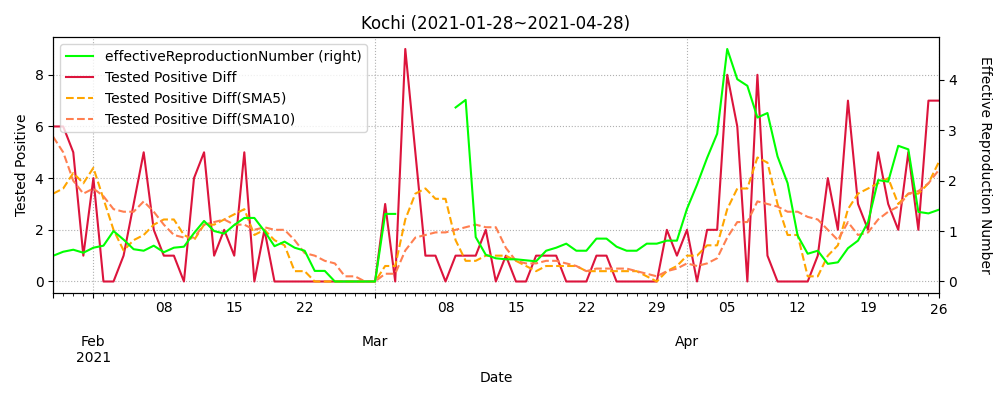 Kochi (2021-01-28~2021-04-28)
effectiveReproductionNumber (right)
Tested Positive Diff
Tested Positive Diff(SMA5)
Tested Positive Diff(SMA10)
Tested Positive
8
6
4
2
0
Effective Reproduction Number
4
3
2
1
0
08
15
22
08
15
22
29
05
12
19
26
Feb
2021
Mar
Apr
Date